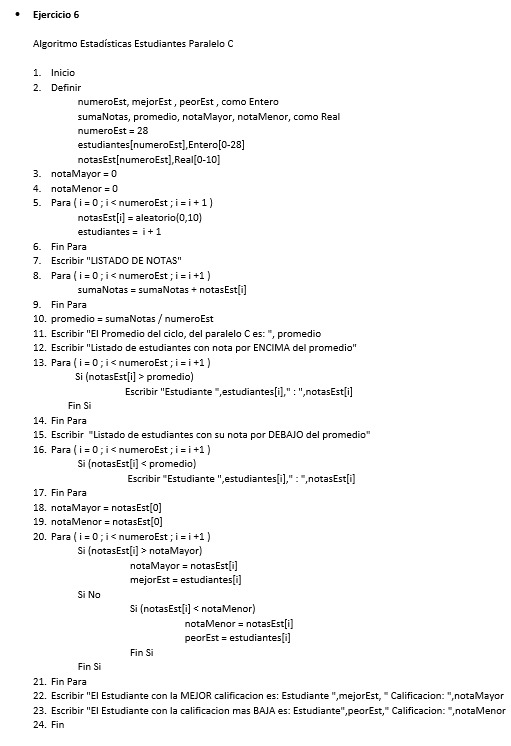 • Ejercicio 6
Algoritmo Estadísticas Estudiantes Paralelo C
1. Inicio
2. Definir
numeroEst, mejorEst , peorEst , como Entero
sumaNotas, promedio, notaMayor, notaMenor, como Real
numeroEst = 28
estudiantes[numeroEst],Entero[0-28]
notasEst[numeroEst],Real[0-10]
3. notaMayor = 0
4. notaMenor = 0
5. Para ( i = 0 ; i < numeroEst ; i = i + 1 )
notasEst[i] = aleatorio(0,10)
estudiantes = i + 1
6. Fin Para
7. Escribir "LISTADO DE NOTAS"
8. Para ( i = 0 ; i < numeroEst ; i = i +1 )
sumaNotas = sumaNotas + notasEst[i]
9. Fin Para
10. promedio = sumaNotas / numeroEst
11. Escribir "El Promedio del ciclo, del paralelo C es: ", promedio
12. Escribir "Listado de estudiantes con nota por ENCIMA del promedio"
13. Para ( i = 0 ; i < numeroEst ; i = i +1 )
Si (notasEst[i] > promedio)
Escribir "Estudiante ",estudiantes[i]," : ",notasEst[i]
Fin Si
14. Fin Para
15. Escribir "Listado de estudiantes con su nota por DEBAJO del promedio"
16. Para ( i = 0 ; i < numeroEst ; i = i +1 )
Si (notasEst[i] < promedio)
Escribir "Estudiante ",estudiantes[i]," : ",notasEst[i]
17. Fin Para
18. notaMayor = notasEst[0]
19. notaMenor = notasEst[0]
20. Para ( i = 0 ; i < numeroEst ; i = i +1 )
Si (notasEst[i] > notaMayor)
notaMayor = notasEst[i]
mejorEst = estudiantes[i]
Si No
Si (notasEst[i] < notaMenor)
notaMenor = notasEst[i]
peorEst = estudiantes[i]
Fin Si
Fin Si
21. Fin Para
22. Escribir "El Estudiante con la MEJOR calificacion es: Estudiante ",mejorEst, " Calificacion: ",notaMayor
23. Escribir "El Estudiante con la calificacion mas BAJA es: Estudiante",peorEst," Calificacion: ",notaMenor
24. Fin